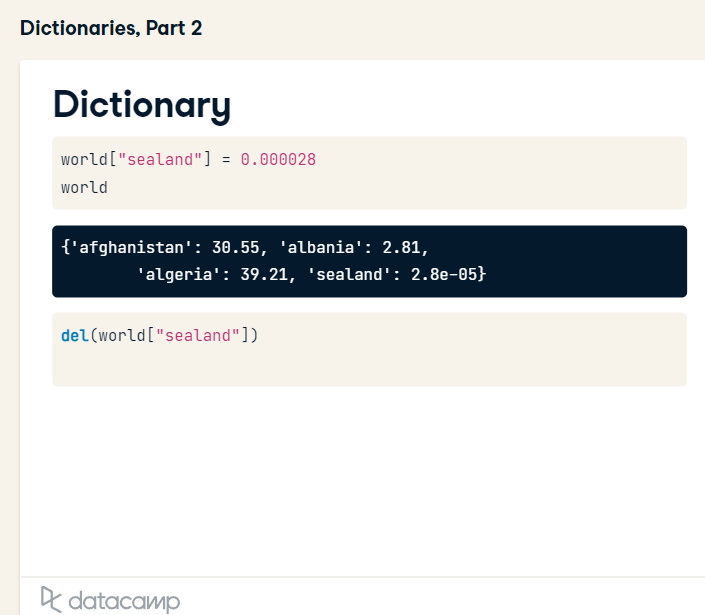 Dictionaries, Part 2
Dictionary
world["sealand"] = 0.000028
world
{'afghanistan': 30.55, 'albania': 2.81,
        'algeria': 39.21, 'sealand': 2.8e-05}
del(world["sealand"])
datacamp